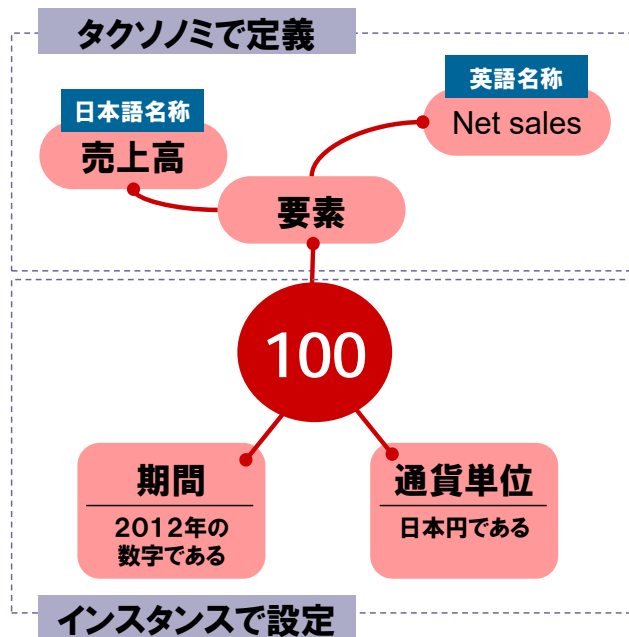 タクソノミで定義
英語名称
Net sales
日本語名称
売上高
要素
100
期間
2012年の
数字である
通貨単位
日本円である
インスタンスで設定